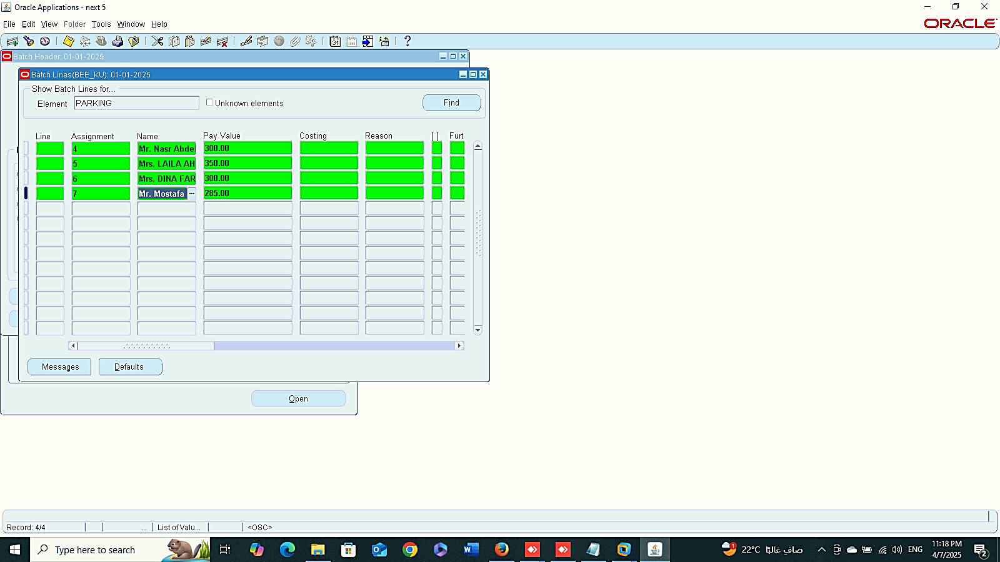 Oracle Applications - next 5
File Edit View Folder Tools Window Help
ORACLE
Batch Header: 01-01-2025
Batch Lines(BEE_KU): 01-01-2025
Show Batch Lines for...
Element PARKING Unknown elements Find
Line Assignment Name Pay Value Costing Reason [ ] Furt
4 Mr. Nasr Abdel 300.00
5 Mrs. LAILA AH 350.00
6 Mrs. DINA FAR 300.00
7 Mr. Mostafa ... 285.00
Messages Defaults
Open
Record: 4/4 ... List of Valu... <OSC>
Type here to search
1 22°C صافٍ غالبًا ENG 11:18 PM
4/7/2025 2